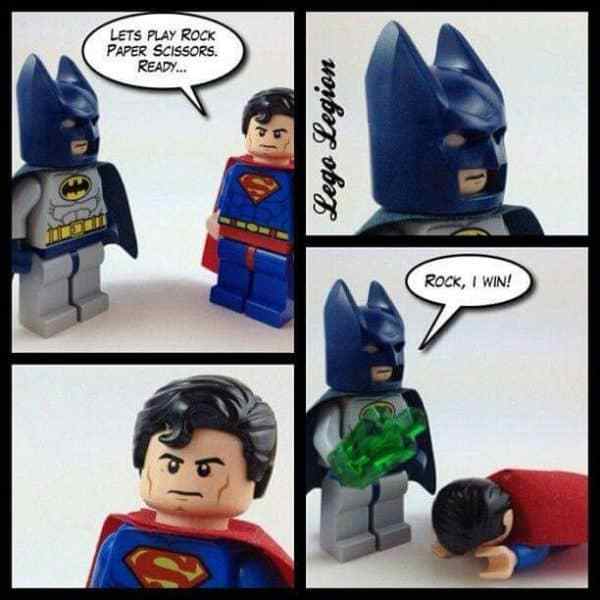 LETS PLAY ROCK
PAPER SCISSORS.
READY...
Lego Legion
ROCK, I WIN!